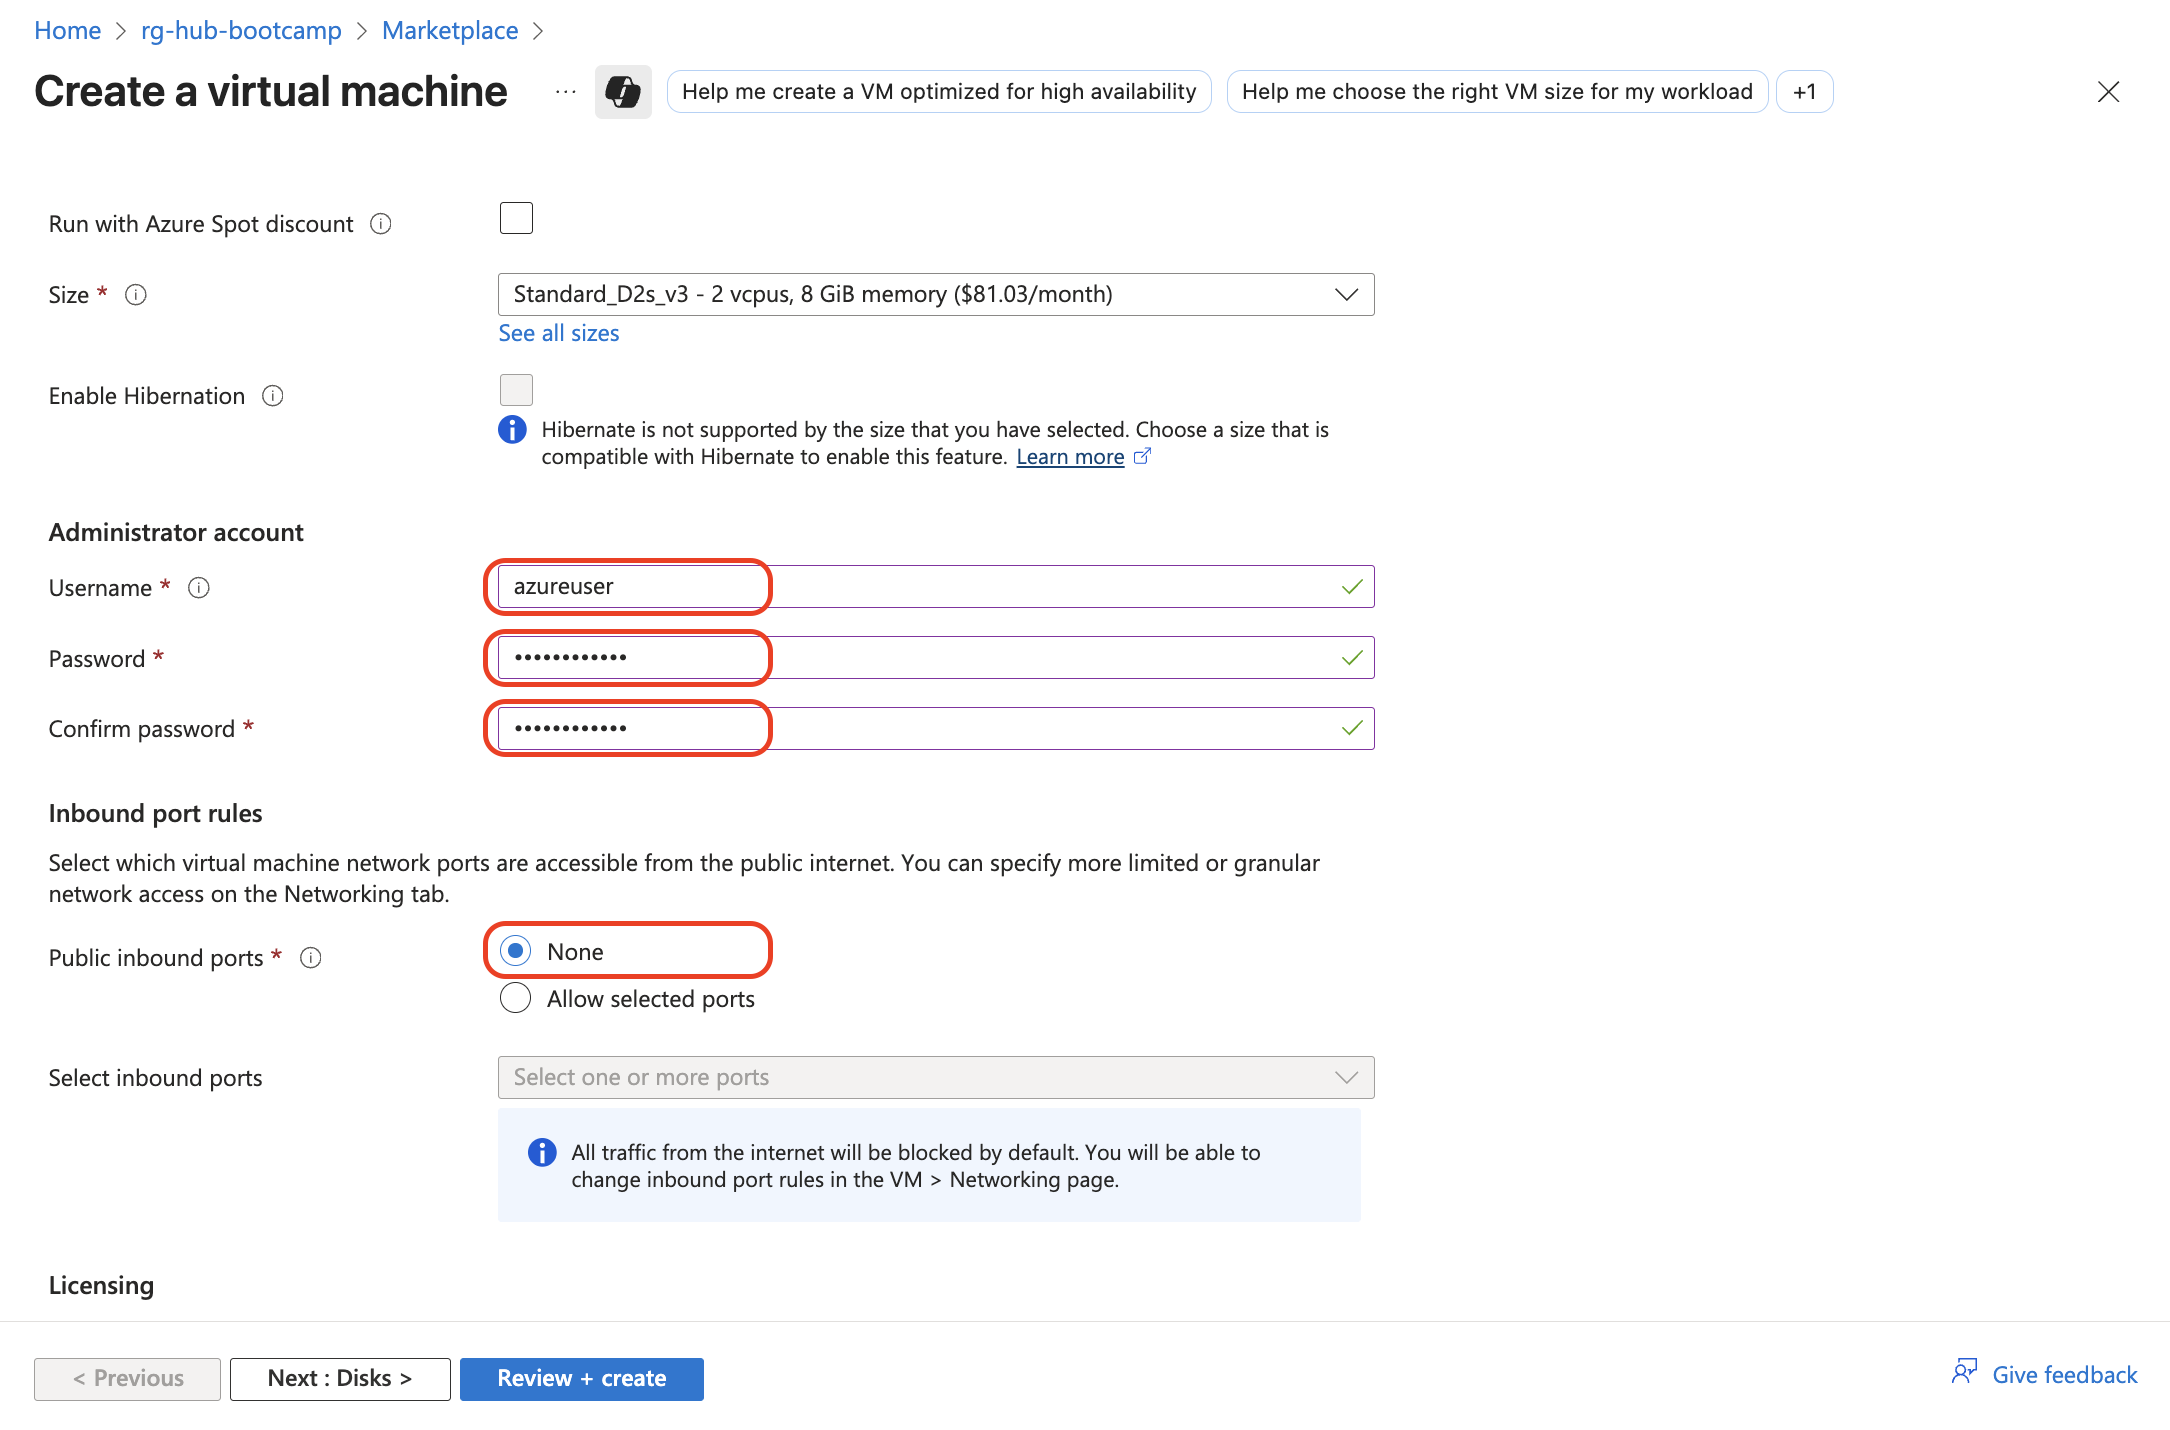 Home > rg-hub-bootcamp > Marketplace >
Create a virtual machine ... Help me create a VM optimized for high availability Help me choose the right VM size for my workload +1
Run with Azure Spot discount
Size * Standard_D2s_v3 - 2 vcpus, 8 GiB memory ($81.03/month)
See all sizes
Enable Hibernation
Hibernate is not supported by the size that you have selected. Choose a size that is
compatible with Hibernate to enable this feature. Learn more
Administrator account
Username * azureuser
Password * ••••••••••••
Confirm password * ••••••••••••
Inbound port rules
Select which virtual machine network ports are accessible from the public internet. You can specify more limited or granular
network access on the Networking tab.
Public inbound ports * None
Allow selected ports
Select inbound ports Select one or more ports
All traffic from the internet will be blocked by default. You will be able to
change inbound port rules in the VM > Networking page.
Licensing
< Previous Next : Disks > Review + create Give feedback